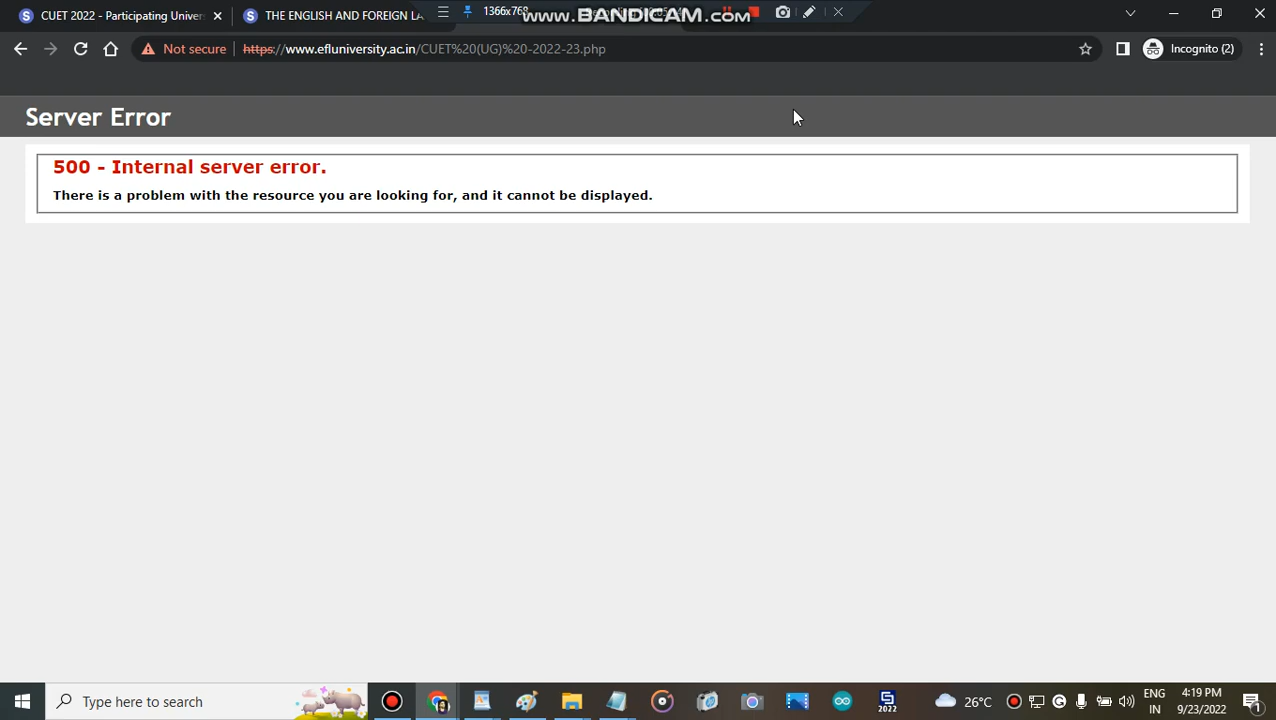 CUET 2022 - Participating Univer
THE ENGLISH AND FOREIGN LA
1366x768
www.BANDICAM.com
Not secure
https://www.efluniversity.ac.in/CUET%20(UG)%20-2022-23.php
Incognito (2)
Server Error
500 - Internal server error.
There is a problem with the resource you are looking for, and it cannot be displayed.
Type here to search
2022
26°C
ENG
IN
4:19 PM
9/23/2022
1